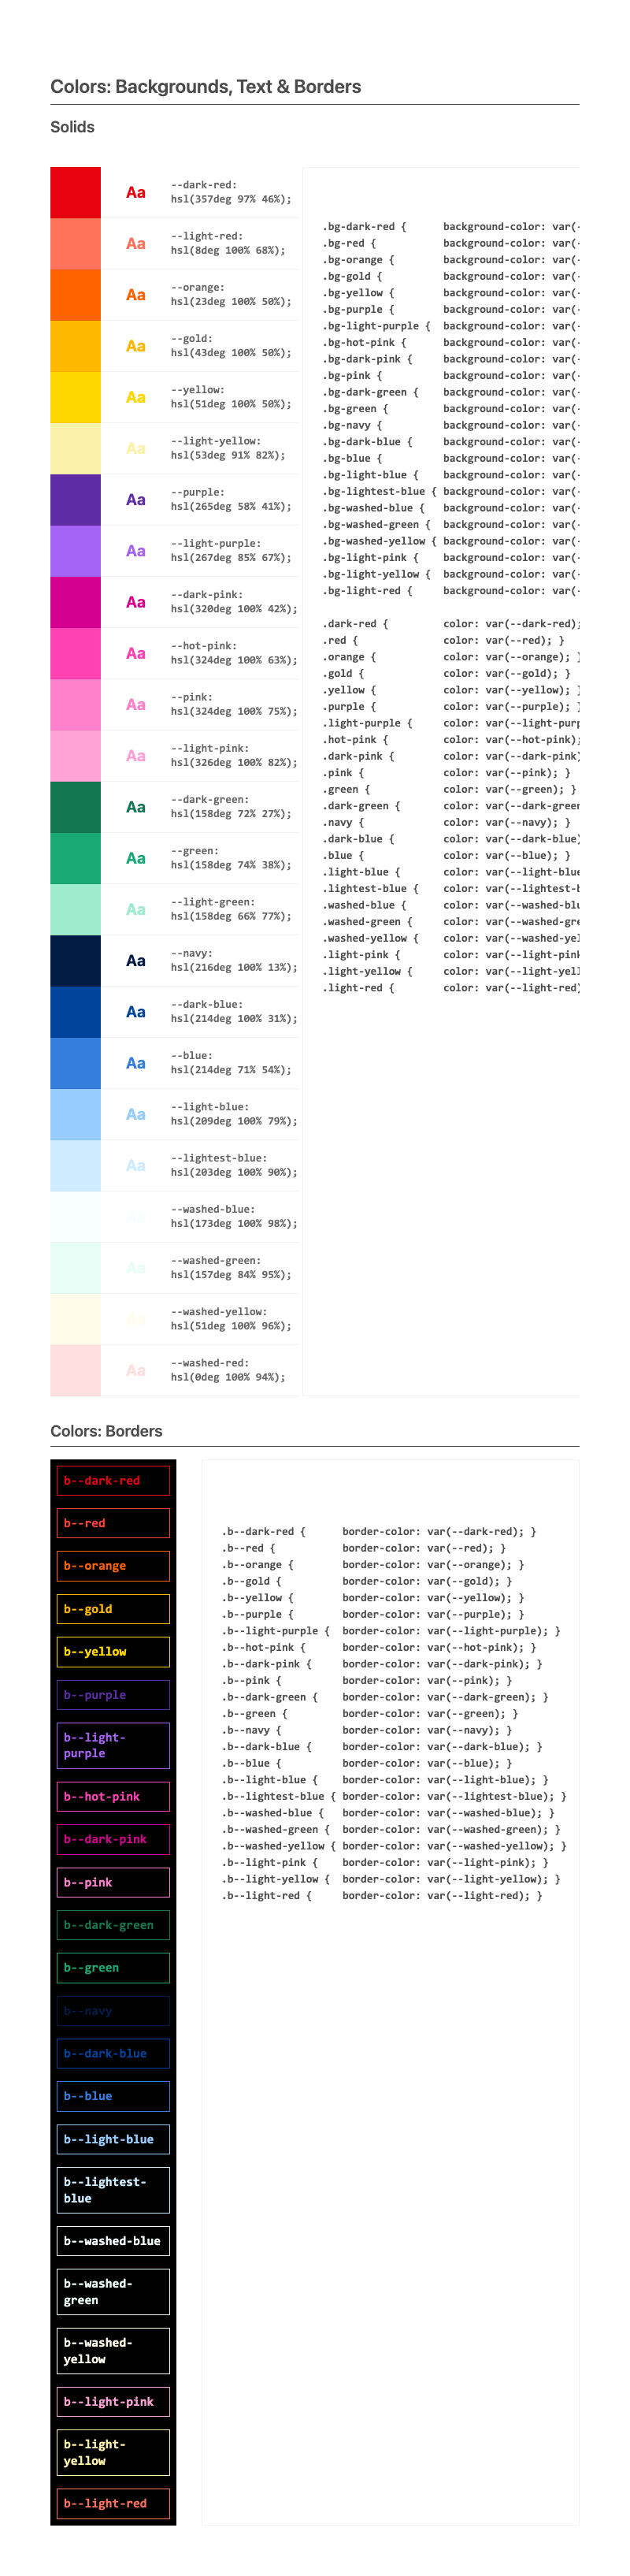 Colors: Backgrounds, Text & Borders
Solids
Aa
--dark-red:
hsl(357deg 97% 46%);
Aa
--light-red:
hsl(8deg 100% 68%);
Aa
--orange:
hsl(23deg 100% 50%);
Aa
--gold:
hsl(43deg 100% 50%);
Aa
--yellow:
hsl(51deg 100% 50%);
Aa
--light-yellow:
hsl(53deg 91% 82%);
Aa
--purple:
hsl(265deg 58% 41%);
Aa
--light-purple:
hsl(267deg 85% 67%);
Aa
--dark-pink:
hsl(320deg 100% 42%);
Aa
--hot-pink:
hsl(324deg 100% 63%);
Aa
--pink:
hsl(324deg 100% 75%);
Aa
--light-pink:
hsl(326deg 100% 82%);
Aa
--dark-green:
hsl(158deg 72% 27%);
Aa
--green:
hsl(158deg 74% 38%);
Aa
--light-green:
hsl(158deg 66% 77%);
Aa
--navy:
hsl(216deg 100% 13%);
Aa
--dark-blue:
hsl(214deg 100% 31%);
Aa
--blue:
hsl(214deg 71% 54%);
Aa
--light-blue:
hsl(209deg 100% 79%);
Aa
--lightest-blue:
hsl(203deg 100% 90%);
Aa
--washed-blue:
hsl(173deg 100% 98%);
Aa
--washed-green:
hsl(157deg 84% 95%);
Aa
--washed-yellow:
hsl(51deg 100% 96%);
Aa
--washed-red:
hsl(0deg 100% 94%);
.bg-dark-red { background-color: var(-
.bg-red { background-color: var(-
.bg-orange { background-color: var(-
.bg-gold { background-color: var(-
.bg-yellow { background-color: var(-
.bg-purple { background-color: var(-
.bg-light-purple { background-color: var(-
.bg-hot-pink { background-color: var(-
.bg-dark-pink { background-color: var(-
.bg-pink { background-color: var(-
.bg-dark-green { background-color: var(-
.bg-green { background-color: var(-
.bg-navy { background-color: var(-
.bg-dark-blue { background-color: var(-
.bg-blue { background-color: var(-
.bg-light-blue { background-color: var(-
.bg-lightest-blue { background-color: var(-
.bg-washed-blue { background-color: var(-
.bg-washed-green { background-color: var(-
.bg-washed-yellow { background-color: var(-
.bg-light-pink { background-color: var(-
.bg-light-yellow { background-color: var(-
.bg-light-red { background-color: var(-
.dark-red { color: var(--dark-red);
.red { color: var(--red); }
.orange { color: var(--orange); }
.gold { color: var(--gold); }
.yellow { color: var(--yellow); }
.purple { color: var(--purple); }
.light-purple { color: var(--light-purp
.hot-pink { color: var(--hot-pink);
.dark-pink { color: var(--dark-pink)
.pink { color: var(--pink); }
.green { color: var(--green); }
.dark-green { color: var(--dark-green
.navy { color: var(--navy); }
.dark-blue { color: var(--dark-blue)
.blue { color: var(--blue); }
.light-blue { color: var(--light-blue
.lightest-blue { color: var(--lightest-b
.washed-blue { color: var(--washed-blu
.washed-green { color: var(--washed-gre
.washed-yellow { color: var(--washed-yel
.light-pink { color: var(--light-pink
.light-yellow { color: var(--light-yell
.light-red { color: var(--light-red)
Colors: Borders
b--dark-red
b--red
b--orange
b--gold
b--yellow
b--purple
b--light-
purple
b--hot-pink
b--dark-pink
b--pink
b--dark-green
b--green
b--navy
b--dark-blue
b--blue
b--light-blue
b--lightest-
blue
b--washed-blue
b--washed-
green
b--washed-
yellow
b--light-pink
b--light-
yellow
b--light-red
.b--dark-red { border-color: var(--dark-red); }
.b--red { border-color: var(--red); }
.b--orange { border-color: var(--orange); }
.b--gold { border-color: var(--gold); }
.b--yellow { border-color: var(--yellow); }
.b--purple { border-color: var(--purple); }
.b--light-purple { border-color: var(--light-purple); }
.b--hot-pink { border-color: var(--hot-pink); }
.b--dark-pink { border-color: var(--dark-pink); }
.b--pink { border-color: var(--pink); }
.b--dark-green { border-color: var(--dark-green); }
.b--green { border-color: var(--green); }
.b--navy { border-color: var(--navy); }
.b--dark-blue { border-color: var(--dark-blue); }
.b--blue { border-color: var(--blue); }
.b--light-blue { border-color: var(--light-blue); }
.b--lightest-blue { border-color: var(--lightest-blue); }
.b--washed-blue { border-color: var(--washed-blue); }
.b--washed-green { border-color: var(--washed-green); }
.b--washed-yellow { border-color: var(--washed-yellow); }
.b--light-pink { border-color: var(--light-pink); }
.b--light-yellow { border-color: var(--light-yellow); }
.b--light-red { border-color: var(--light-red); }